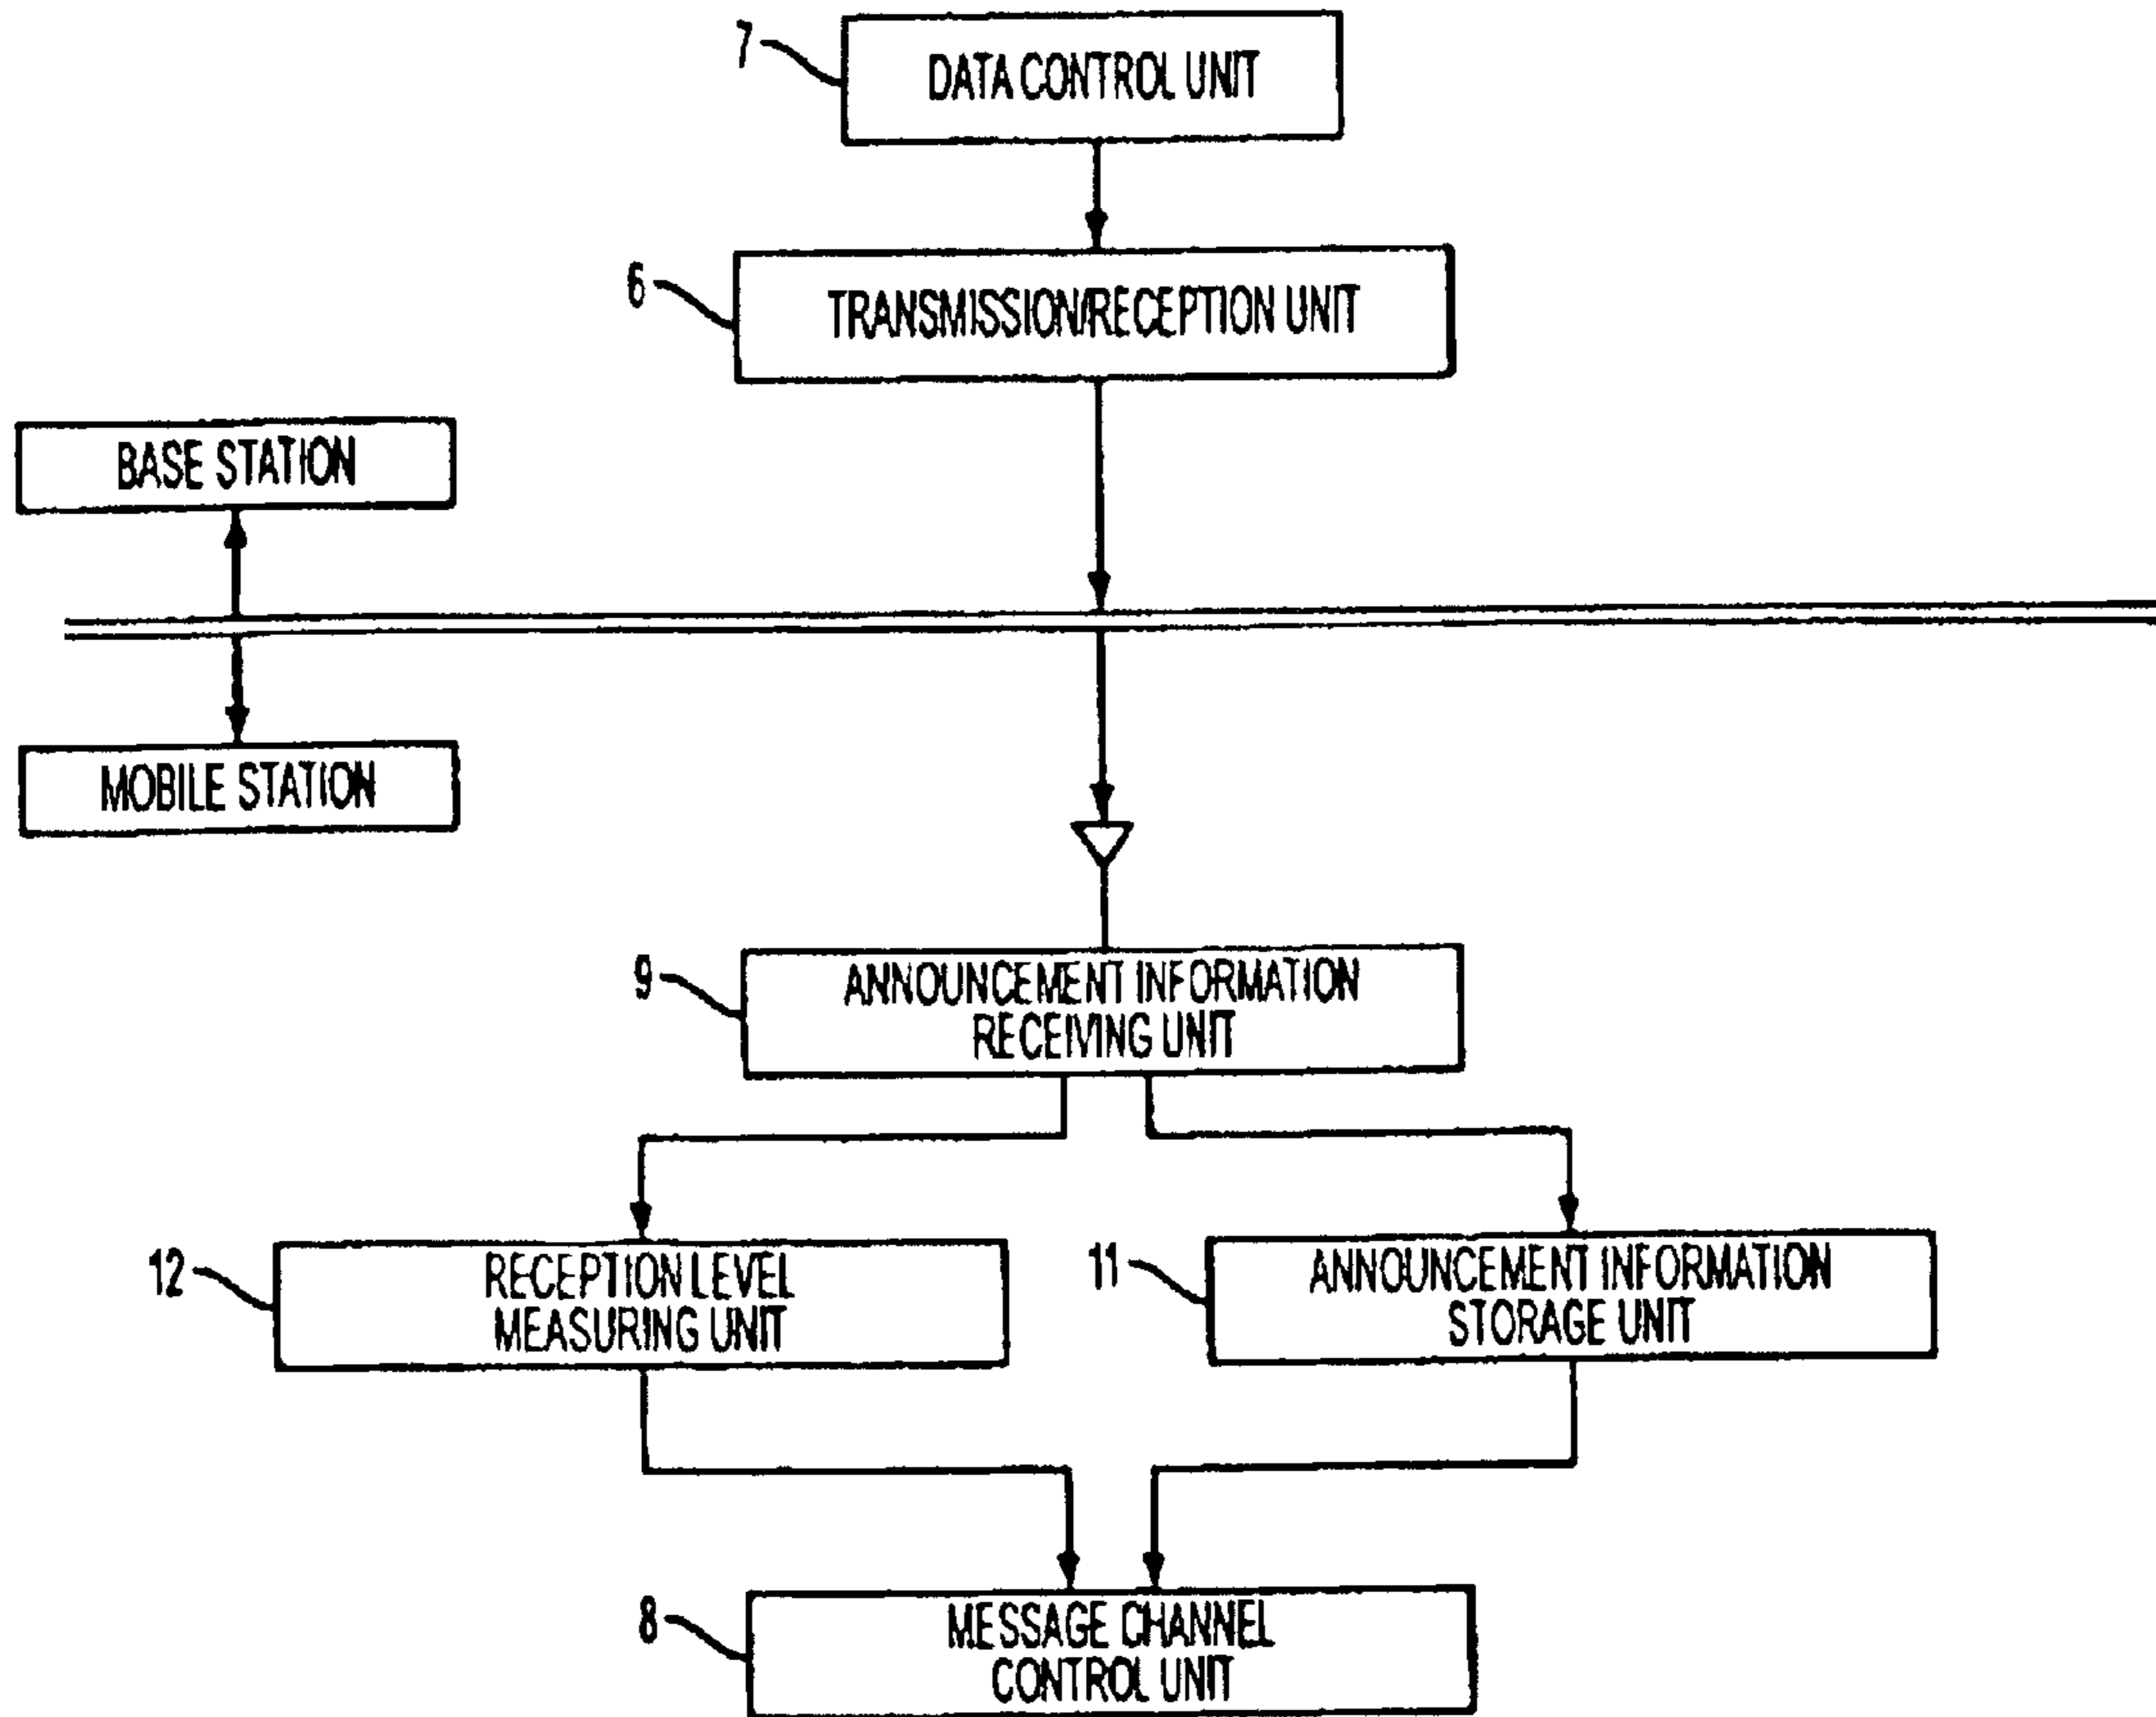 7
DATA CONTROL UNIT
6
TRANSMISSION/RECEPTION UNIT
BASE STATION
MOBILE STATION
9
ANNOUNCEMENT INFORMATION
RECEIVING UNIT
12
RECEPTION LEVEL
MEASURING UNIT
11
ANNOUNCEMENT INFORMATION
STORAGE UNIT
8
MESSAGE CHANNEL
CONTROL UNIT